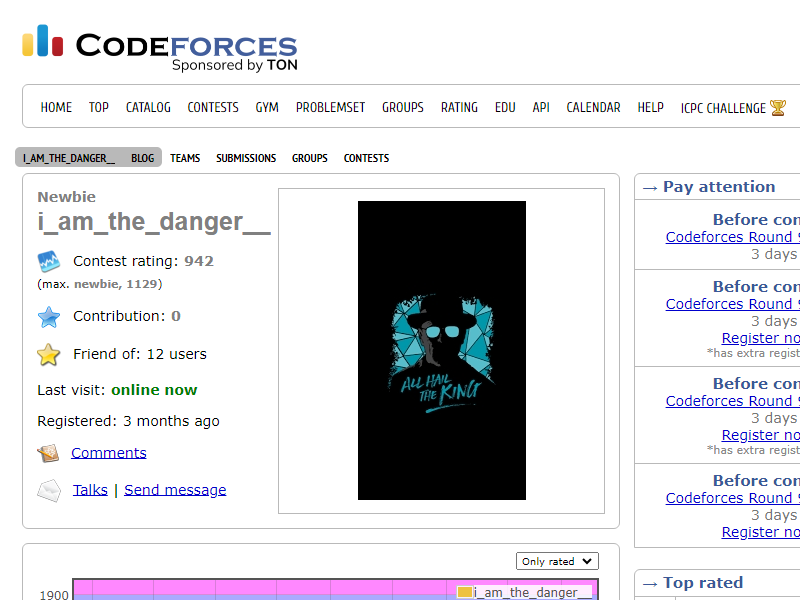 CODEFORCES
Sponsored by TON
HOME TOP CATALOG CONTESTS GYM PROBLEMSET GROUPS RATING EDU API CALENDAR HELP ICPC CHALLENGE
I_AM_THE_DANGER__ BLOG TEAMS SUBMISSIONS GROUPS CONTESTS
Newbie
i_am_the_danger__
Contest rating: 942
(max. newbie, 1129)
Contribution: 0
Friend of: 12 users
Last visit: online now
Registered: 3 months ago
Comments
Talks | Send message
ALL HAIL
THE KING
Only rated
1900
i_am_the_danger__
→ Pay attention
Before con
Codeforces Round 9
3 days
Before con
Codeforces Round 9
3 days
Register no
*has extra regist
Before con
Codeforces Round 9
3 days
Register no
*has extra regist
Before con
Codeforces Round 9
3 days
Register no
→ Top rated